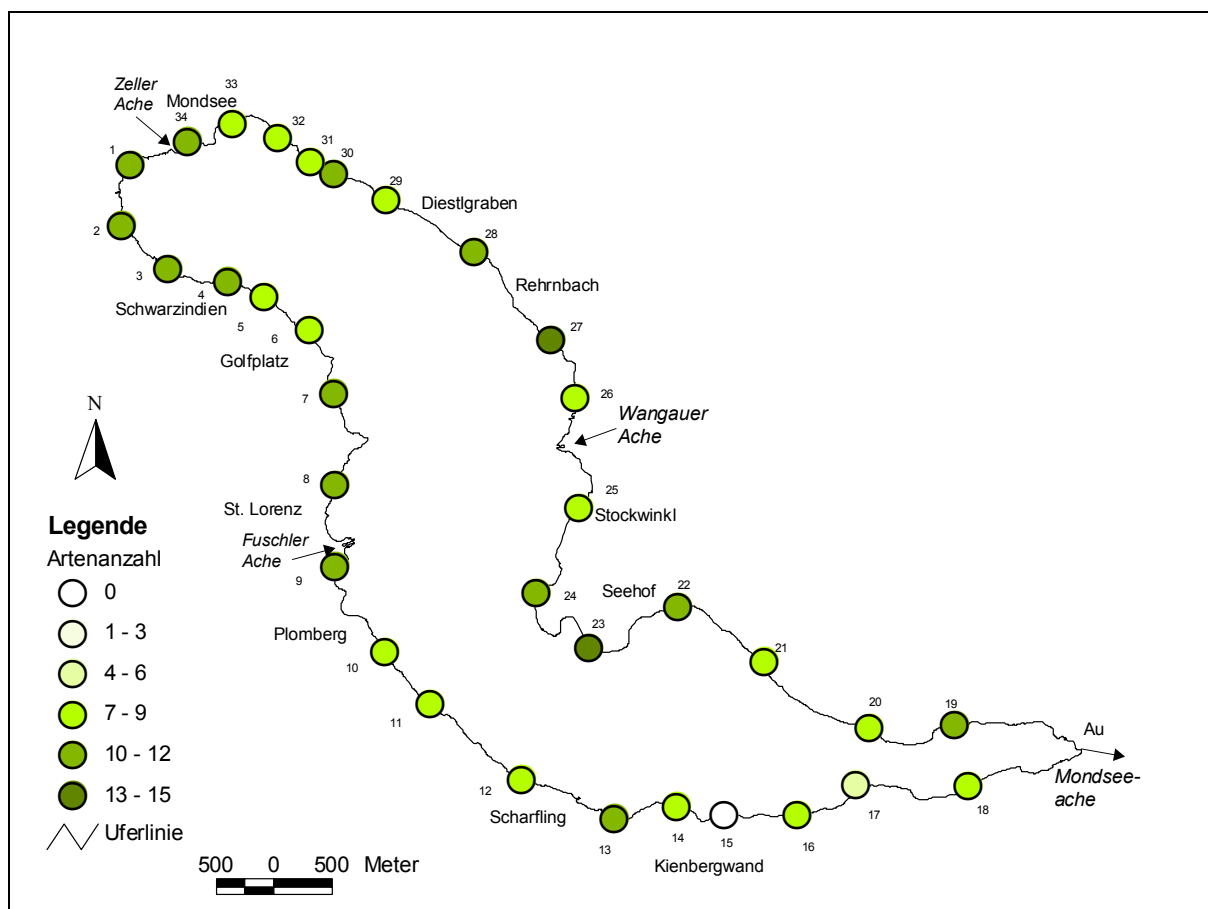 33
Zeller
Ache
Mondsee
34
32
31
30
1
29
Diestlgraben
2
28
3
Rehrnbach
4
Schwarzindien
5
27
6
Golfplatz
7
26
N
Wangauer
Ache
8
25
St. Lorenz
Stockwinkl
Legende
Fuschler
Ache
Artenanzahl
9
0
1 - 3
4 - 6
7 - 9
10 - 12
13 - 15
Uferlinie
24
Seehof
22
23
Plomberg
10
21
11
20
19
Au
Mondsee-
ache
12
Scharfling
17
18
13
14
15
16
Kienbergwand
500 0 500 Meter